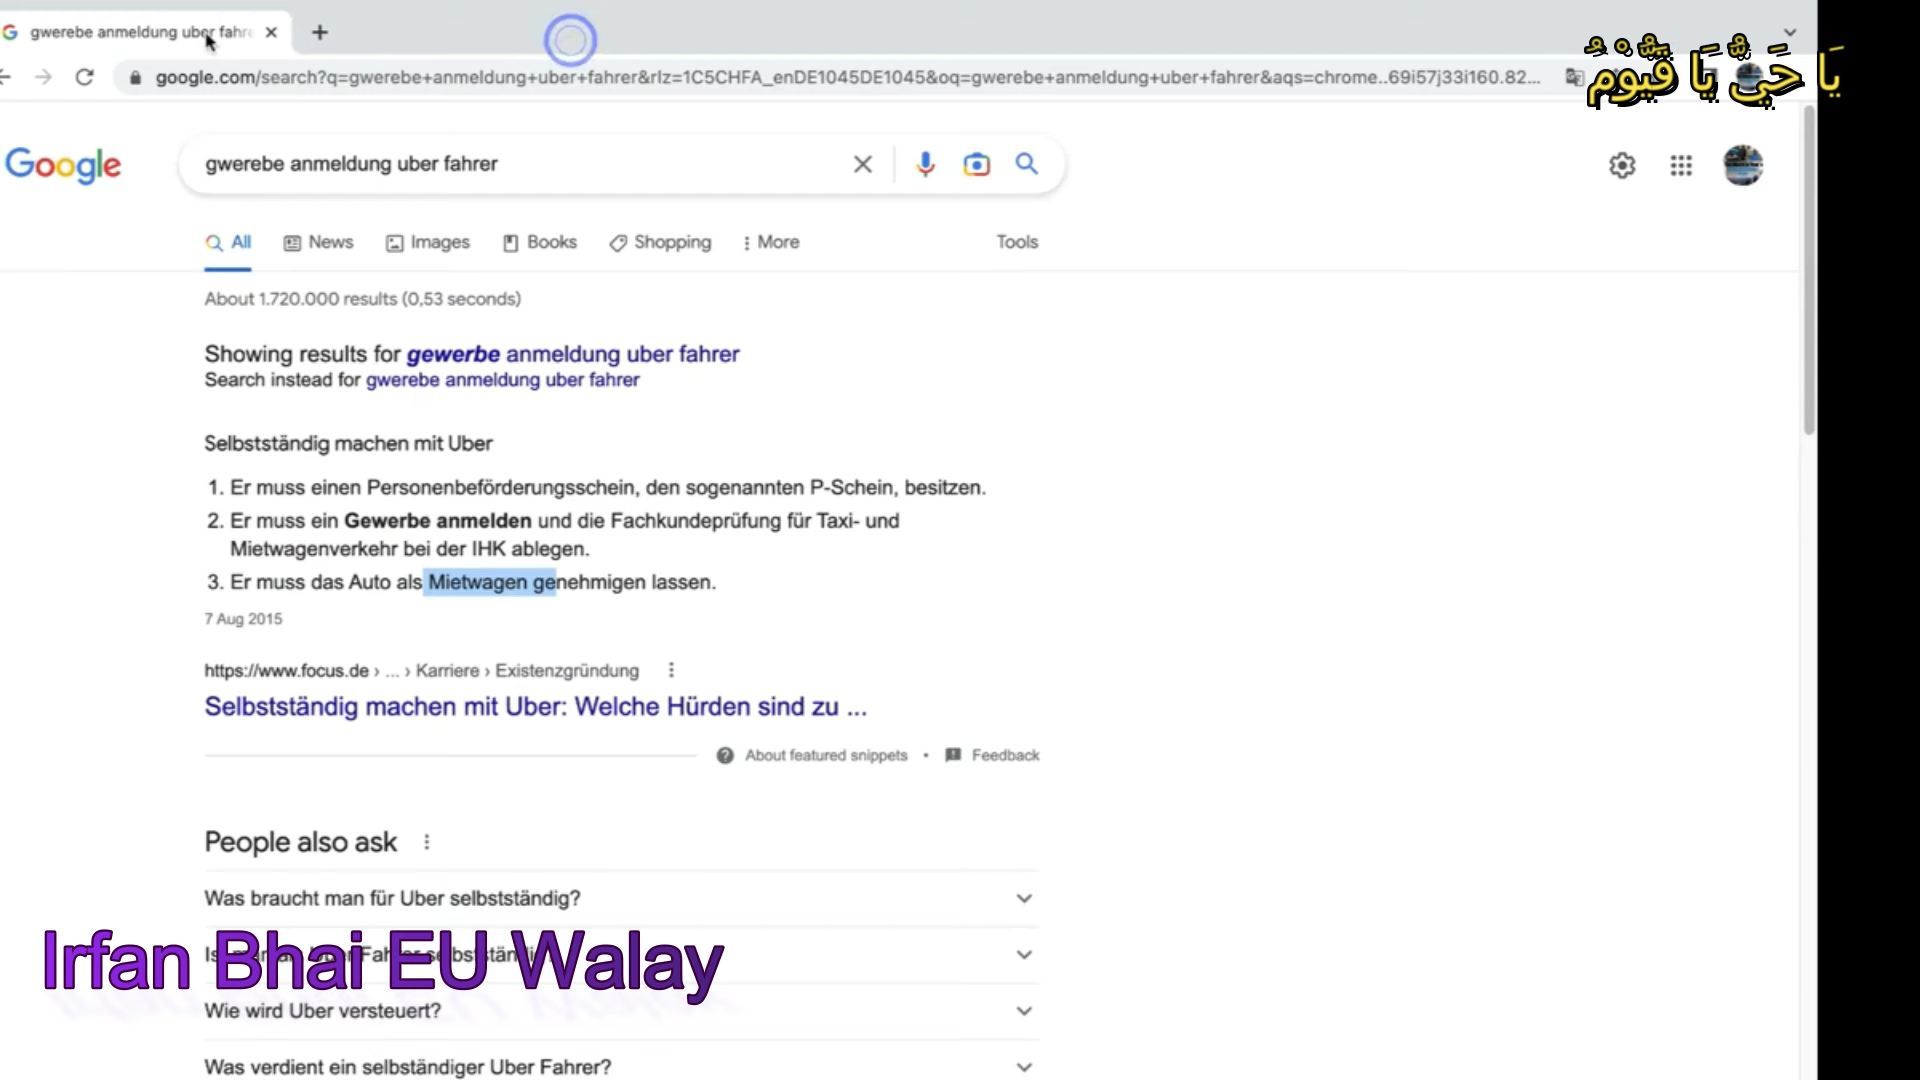 gwerebe anmeldung uber fahre
google.com/search?q=gwerebe+anmeldung+uber+fahrer&rlz=1C5CHFA_enDE1045DE1045&oq=gwerebe+anmeldung+uber+fahrer&aqs=chrome..69i57j33i160.82...
يَا حَيُّ يَا قَيُّوْمُ
Google
gwerebe anmeldung uber fahrer
All
News
Images
Books
Shopping
More
Tools
About 1.720.000 results (0,53 seconds)
Showing results for gewerbe anmeldung uber fahrer
Search instead for gwerebe anmeldung uber fahrer
Selbstständig machen mit Uber
1. Er muss einen Personenbeförderungsschein, den sogenannten P-Schein, besitzen.
2. Er muss ein Gewerbe anmelden und die Fachkundeprüfung für Taxi- und
Mietwagenverkehr bei der IHK ablegen.
3. Er muss das Auto als Mietwagen genehmigen lassen.
7 Aug 2015
https://www.focus.de › ... › Karriere › Existenzgründung
Selbstständig machen mit Uber: Welche Hürden sind zu ...
About featured snippets • Feedback
People also ask
Was braucht man für Uber selbstständig?
Irfan Bhai EU Walay
Wie wird Uber versteuert?
Was verdient ein selbständiger Uber Fahrer?